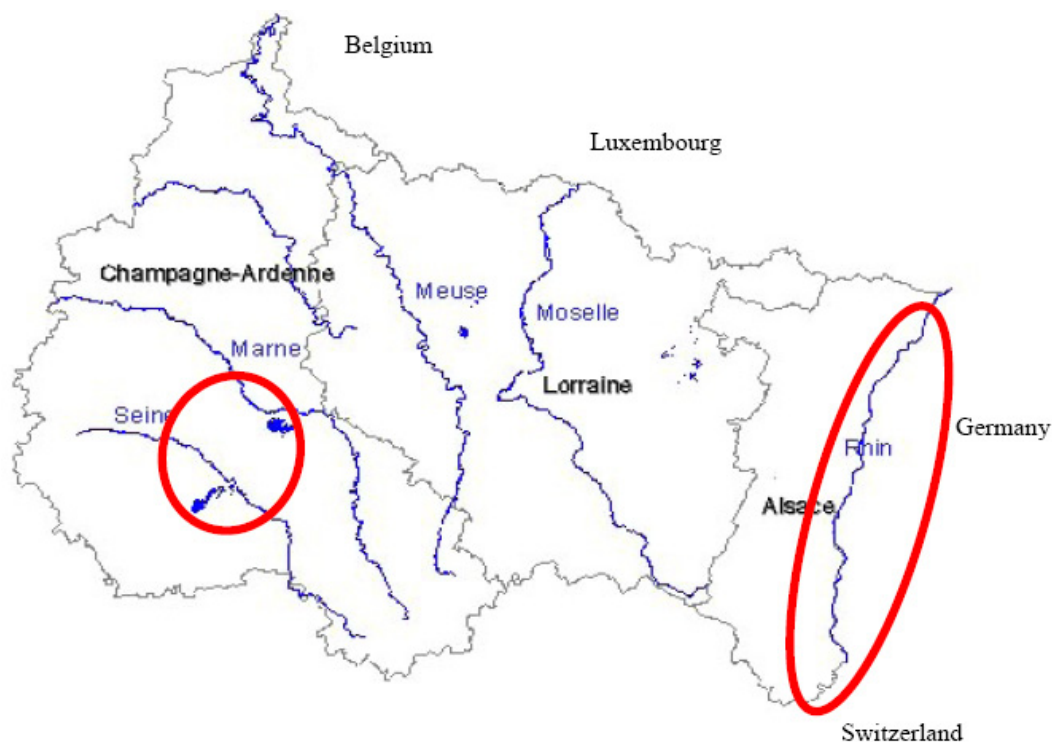 Belgium
Luxembourg
Champagne-Ardenne
Meuse
Moselle
Marne
Lorraine
Seine
Germany
Rhin
Alsace
Switzerland